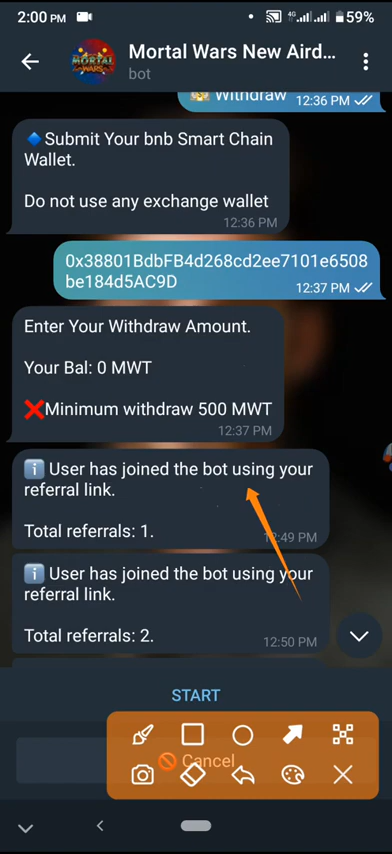 2:00 PM
4G
59%
MORTAL WARS
Mortal Wars New Aird...
bot
Withdraw
12:36 PM
Submit Your bnb Smart Chain
Wallet.
Do not use any exchange wallet
12:36 PM
0x38801BdbFB4d268cd2ee7101e6508
be184d5AC9D
12:37 PM
Enter Your Withdraw Amount.
Your Bal: 0 MWT
❌Minimum withdraw 500 MWT
12:37 PM
ℹ️ User has joined the bot using your
referral link.
Total referrals: 1.
12:49 PM
ℹ️ User has joined the bot using your
referral link.
Total referrals: 2.
12:50 PM
START
🚫 Cancel